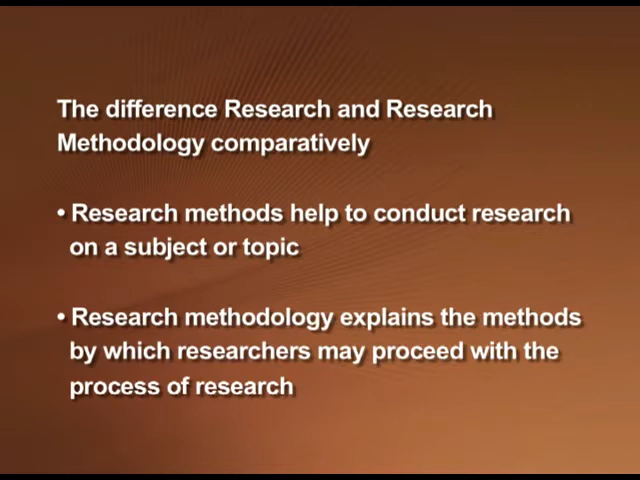 The difference Research and Research
Methodology comparatively
• Research methods help to conduct research
on a subject or topic
• Research methodology explains the methods
by which researchers may proceed with the
process of research